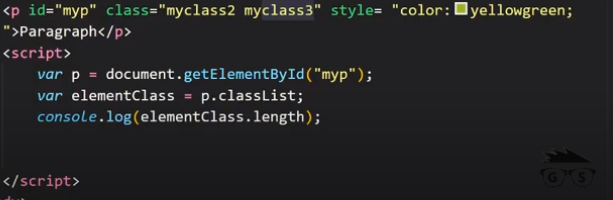 <p id="myp" class="myclass2 myclass3" style= "color:yellowgreen;
">Paragraph</p>
<script>
var p = document.getElementById("myp");
var elementClass = p.classList;
console.log(elementClass.length);
</script>
G S